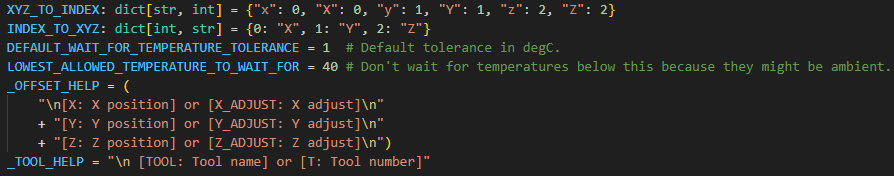 XYZ_TO_INDEX: dict[str, int] = {"x": 0, "X": 0, "y": 1, "Y": 1, "z": 2, "Z": 2}
INDEX_TO_XYZ: dict[int, str] = {0: "X", 1: "Y", 2: "Z"}
DEFAULT_WAIT_FOR_TEMPERATURE_TOLERANCE = 1  # Default tolerance in degC.
LOWEST_ALLOWED_TEMPERATURE_TO_WAIT_FOR = 40 # Don't wait for temperatures below this because they might be ambient.
_OFFSET_HELP = (
    "\n[X: X position] or [X_ADJUST: X adjust]\n"
    + "[Y: Y position] or [Y_ADJUST: Y adjust]\n"
    + "[Z: Z position] or [Z_ADJUST: Z adjust]\n")
_TOOL_HELP = "\n [TOOL: Tool name] or [T: Tool number]"